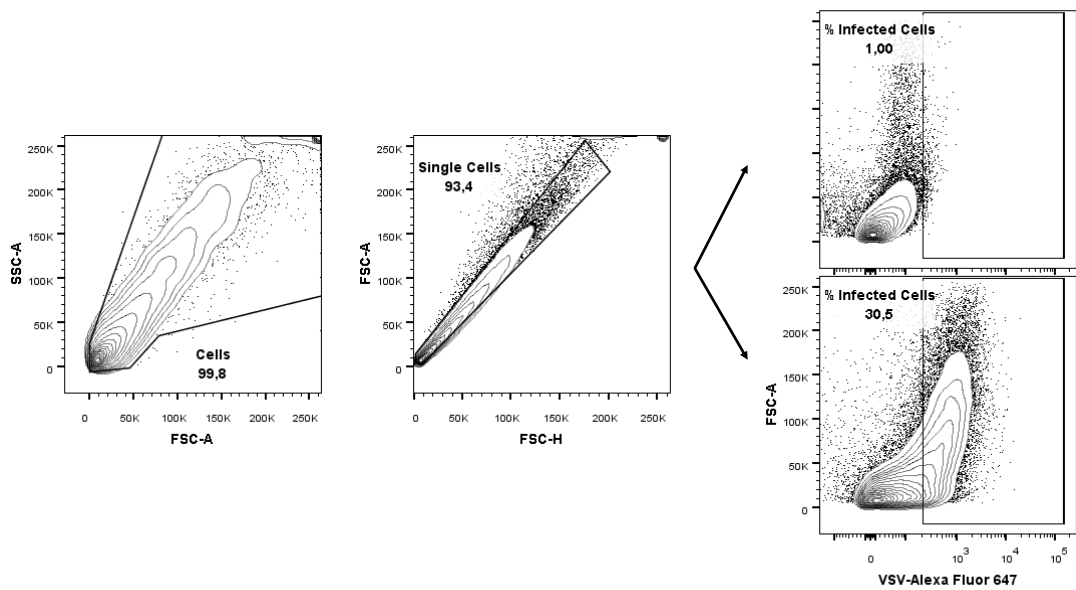 250K
200K
150K
100K
50K
0
SSC-A
Cells
99,8
0 50K 100K 150K 200K 250K
FSC-A
250K
200K
150K
100K
50K
0
FSC-A
Single Cells
93,4
0 50K 100K 150K 200K 250K
FSC-H
% Infected Cells
1,00
250K
200K
150K
100K
50K
0
FSC-A
% Infected Cells
30,5
0 10³ 10⁴ 10⁵
VSV-Alexa Fluor 647